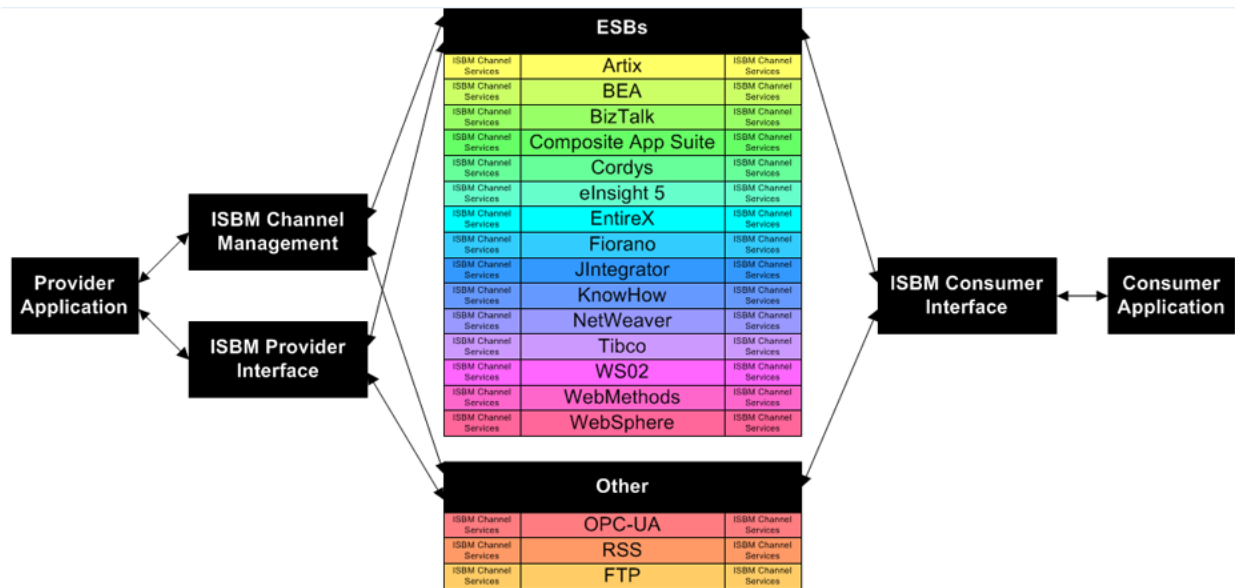 ESBs
ISBM Channel
Services
Artix
ISBM Channel
Services
ISBM Channel
Services
BEA
ISBM Channel
Services
ISBM Channel
Services
BizTalk
ISBM Channel
Services
ISBM Channel
Services
Composite App Suite
ISBM Channel
Services
ISBM Channel
Services
Cordys
ISBM Channel
Services
ISBM Channel
Services
eInsight 5
ISBM Channel
Services
ISBM Channel
Services
EntireX
ISBM Channel
Services
ISBM Channel
Services
Fiorano
ISBM Channel
Services
ISBM Channel
Services
JIntegrator
ISBM Channel
Services
ISBM Channel
Services
KnowHow
ISBM Channel
Services
ISBM Channel
Services
NetWeaver
ISBM Channel
Services
ISBM Channel
Services
Tibco
ISBM Channel
Services
ISBM Channel
Services
WS02
ISBM Channel
Services
ISBM Channel
Services
WebMethods
ISBM Channel
Services
ISBM Channel
Services
WebSphere
ISBM Channel
Services
ISBM Channel
Management
Provider
Application
ISBM Provider
Interface
ISBM Consumer
Interface
Consumer
Application
Other
ISBM Channel
Services
OPC-UA
ISBM Channel
Services
ISBM Channel
Services
RSS
ISBM Channel
Services
ISBM Channel
Services
FTP
ISBM Channel
Services